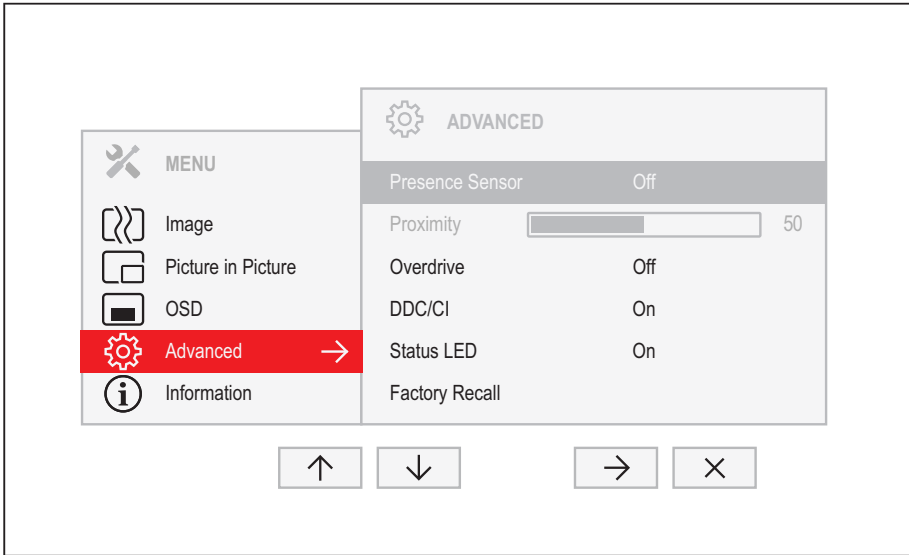 ADVANCED
MENU
Presence Sensor Off
Image
Proximity 50
Picture in Picture
Overdrive Off
OSD
DDC/CI On
Advanced
Status LED On
Information
Factory Recall